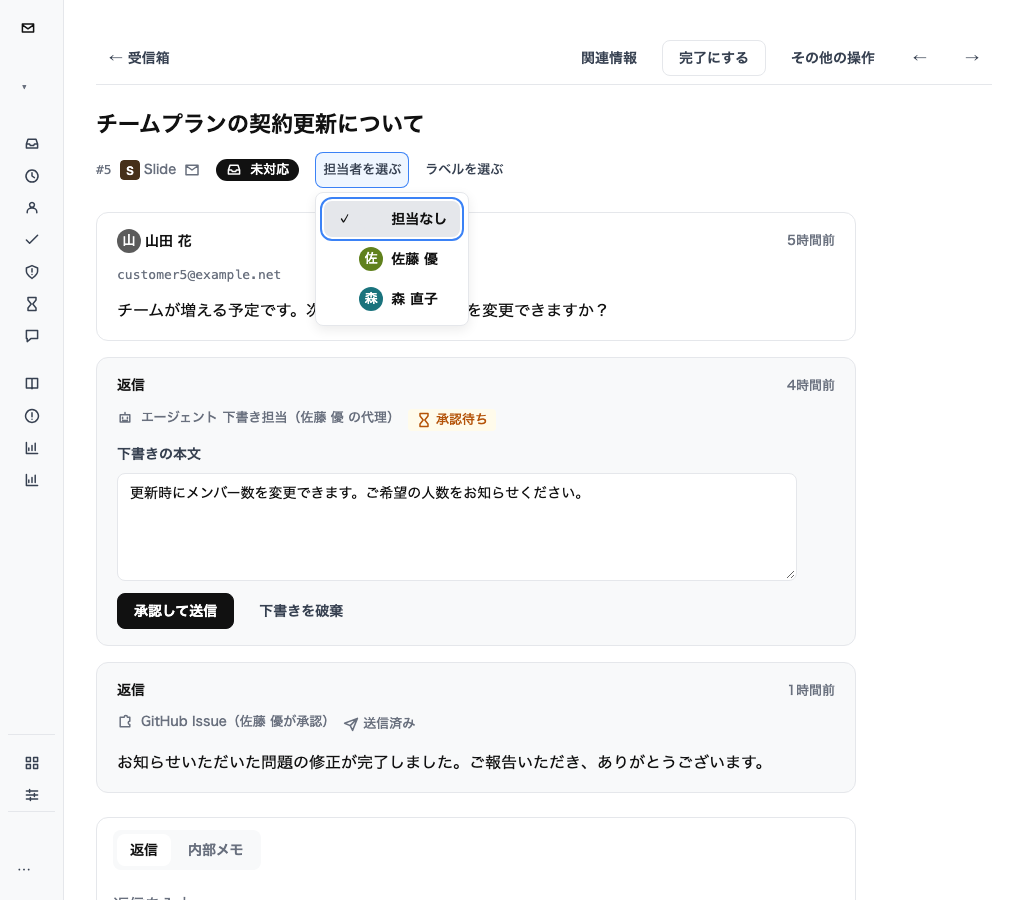 ← 受信箱
関連情報
完了にする
その他の操作
← →
チームプランの契約更新について
#5 S Slide 未対応 担当者を選ぶ ラベルを選ぶ
✓ 担当なし
佐 佐藤 優
森 森 直子
山 山田 花
5時間前
customer5@example.net
チームが増える予定です。
を変更できますか？
返信
4時間前
エージェント 下書き担当（佐藤 優 の代理） 承認待ち
下書きの本文
更新時にメンバー数を変更できます。ご希望の人数をお知らせください。
承認して送信 下書きを破棄
返信
1時間前
GitHub Issue（佐藤 優が承認） 送信済み
お知らせいただいた問題の修正が完了しました。ご報告いただき、ありがとうございます。
返信 内部メモ